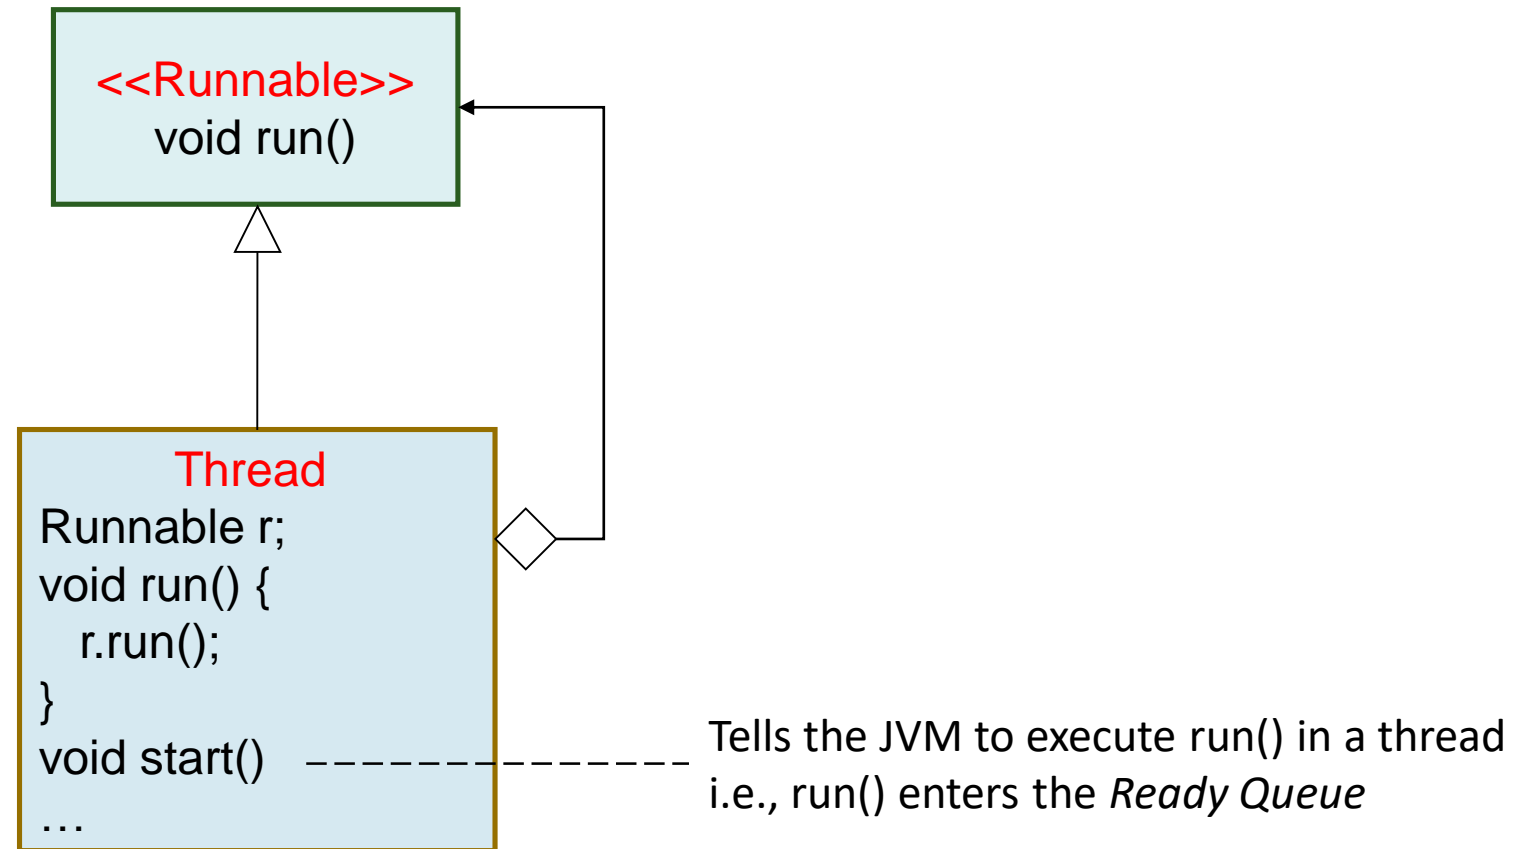 <<Runnable>>
void run()
Thread
Runnable r;
void run() {
r.run();
}
void start()
…
Tells the JVM to execute run() in a thread
i.e., run() enters the Ready Queue